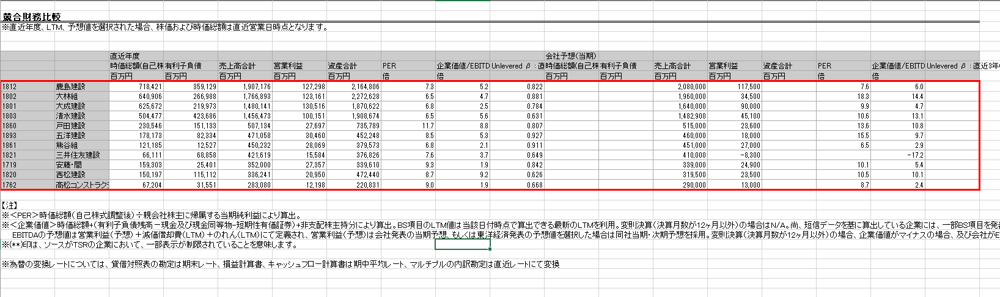 競合財務比較
※直近年度、LTM、予想値を選択された場合、株価および時価総額は直近営業日時点となります。
直近年度 会社予想(当期)
時価総額(自己株 有利子負債 売上高合計 営業利益 資産合計 PER 企業価値/EBITD Unlevered β：直 時価総額(自己株 有利子負債 売上高合計 営業利益 資産合計 PER 企業価値/EBITD Unlevered β：直近3年
百万円 百万円 百万円 百万円 百万円 倍 倍 百万円 百万円 百万円 百万円 百万円 倍 倍
1812 鹿島建設 718,421 359,129 1,907,176 127,298 2,164,806 7.3 5.2 0.822 2,080,000 117,500 7.6 6.0
1802 大林組 640,906 266,988 1,766,893 123,161 2,272,628 6.5 4.7 0.881 1,960,000 34,500 18.3 14.4
1801 大成建設 625,672 219,973 1,480,141 130,516 1,870,622 6.8 2.5 0.784 1,640,000 90,000 9.9 4.7
1803 清水建設 504,477 423,686 1,456,473 100,151 1,908,674 6.5 5.6 0.631 1,482,900 45,100 10.6 13.1
1860 戸田建設 230,546 151,133 507,134 27,697 735,789 11.7 8.8 0.807 515,000 23,600 13.6 10.8
1893 五洋建設 178,173 82,334 471,058 30,460 452,248 8.5 5.3 0.927 460,000 18,000 15.5 9.7
1861 熊谷組 121,185 12,527 450,232 28,069 379,573 6.8 2.1 0.911 451,000 27,000 6.5 2.9
1821 三井住友建設 66,111 68,858 421,619 15,584 376,826 7.6 3.7 0.649 410,000 -8,300 -17.2
1719 安藤・間 159,303 25,401 352,000 27,357 339,610 9.3 1.9 0.842 339,000 24,900 10.1 5.4
1820 西松建設 150,197 115,112 336,241 20,950 472,440 8.7 9.2 0.626 319,500 23,500 10.5 10.1
1762 高松コンストラク 67,204 31,551 283,080 12,198 220,831 9.0 1.9 0.668 290,000 13,000 8.7 2.4
【注】
※＜PER＞時価総額(自己株式調整後)÷親会社株主に帰属する当期純利益により算出。
※＜企業価値＞時価総額+(有利子負債残高－現金及び現金同等物-短期性有価証券)+非支配株主持分により算出。BS項目のLTM値は当該日付時点で算出できる最新のLTMを利用。変則決算(決算月数が12ヶ月以外)の場合はN/A。尚、短信データを基に算出している企業には、一部BS項目を発
EBITDAの予想値は営業利益(予想)＋減価償却費(LTM)＋のれん(LTM)にて定義され、営業利益(予想)は会社発表の当期予想、もしくは東洋経済発表の予想値を選択した場合は同社当期・次期予想を採用。変則決算(決算月数が12ヶ月以外)の場合、企業価値がマイナスの場合、及び会社がE
※(**)印は、ソースがTSRの企業において、一部表示が制限されていることを意味します。
※為替の変換レートについては、貸借対照表の勘定は期末レート、損益計算書、キャッシュフロー計算書は期中平均レート、マルチプルの内訳勘定は直近レートにて変換